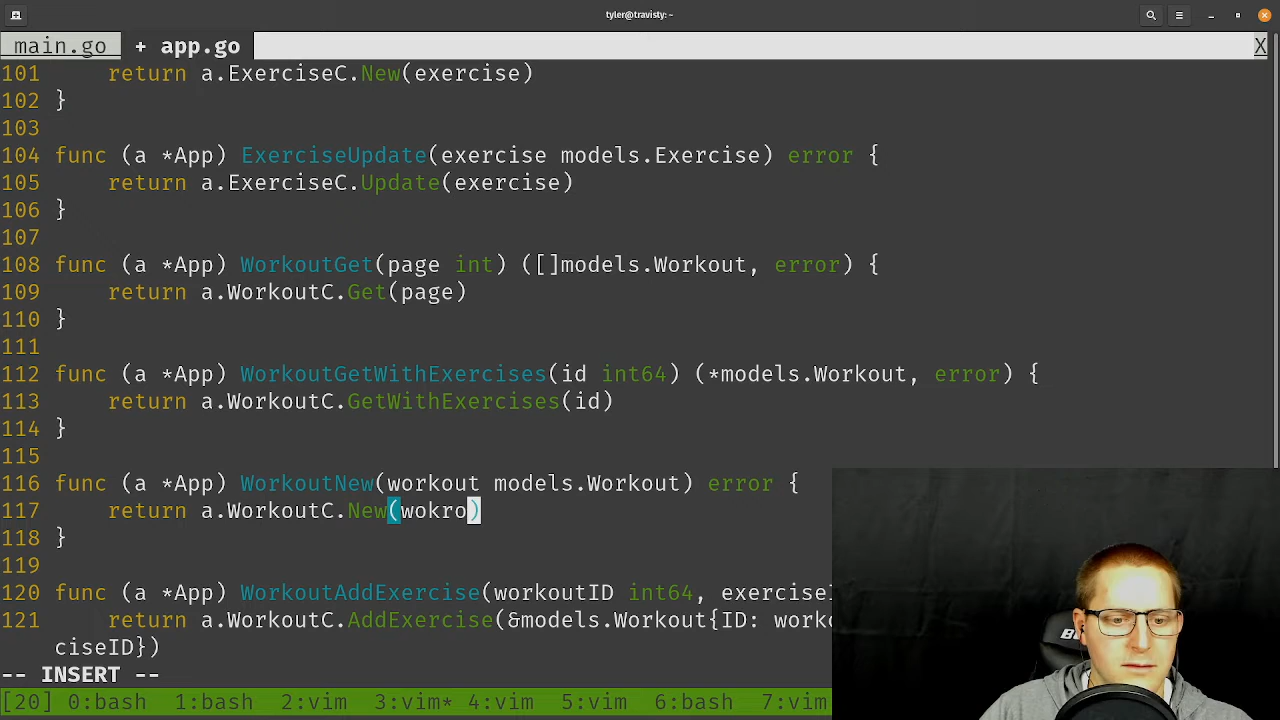 tyler@travisty: ~
main.go + app.go X
101 return a.ExerciseC.New(exercise)
102 }
103
104 func (a *App) ExerciseUpdate(exercise models.Exercise) error {
105 return a.ExerciseC.Update(exercise)
106 }
107
108 func (a *App) WorkoutGet(page int) ([]models.Workout, error) {
109 return a.WorkoutC.Get(page)
110 }
111
112 func (a *App) WorkoutGetWithExercises(id int64) (*models.Workout, error) {
113 return a.WorkoutC.GetWithExercises(id)
114 }
115
116 func (a *App) WorkoutNew(workout models.Workout) error {
117 return a.WorkoutC.New(wokro)
118 }
119
120 func (a *App) WorkoutAddExercise(workoutID int64, exercise
121 return a.WorkoutC.AddExercise(&models.Workout{ID: work
ciseID})
-- INSERT --
[20] 0:bash 1:bash 2:vim 3:vim* 4:vim 5:vim 6:bash 7:vim